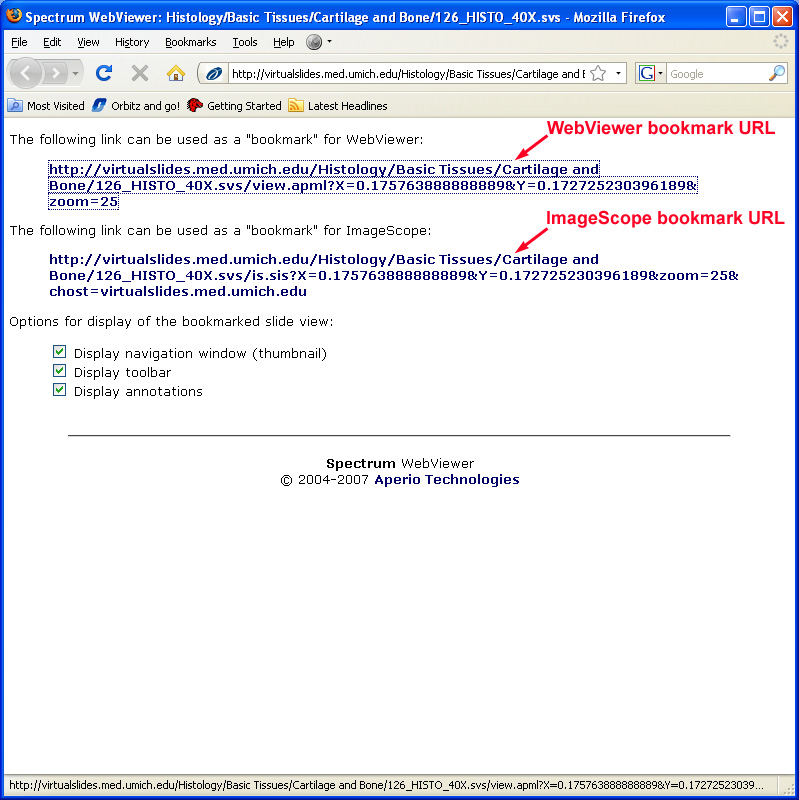 Spectrum WebViewer: Histology/Basic Tissues/Cartilage and Bone/126_HISTO_40X.svs - Mozilla Firefox
File Edit View History Bookmarks Tools Help
http://virtualslides.med.umich.edu/Histology/Basic Tissues/Cartilage and E
G Google
Most Visited Orbitz and go! Getting Started Latest Headlines
WebViewer bookmark URL
The following link can be used as a "bookmark" for WebViewer:
http://virtualslides.med.umich.edu/Histology/Basic Tissues/Cartilage and
Bone/126_HISTO_40X.svs/view.apml?X=0.175763888888889&Y=0.172725230396189&
zoom=25
ImageScope bookmark URL
The following link can be used as a "bookmark" for ImageScope:
http://virtualslides.med.umich.edu/Histology/Basic Tissues/Cartilage and
Bone/126_HISTO_40X.svs/is.sis?X=0.175763888888889&Y=0.172725230396189&zoom=25&
chost=virtualslides.med.umich.edu
Options for display of the bookmarked slide view:
Display navigation window (thumbnail)
Display toolbar
Display annotations
Spectrum WebViewer
© 2004-2007 Aperio Technologies
http://virtualslides.med.umich.edu/Histology/Basic Tissues/Cartilage and Bone/126_HISTO_40X.svs/view.apml?X=0.175763888888889&Y=0.17272523039...